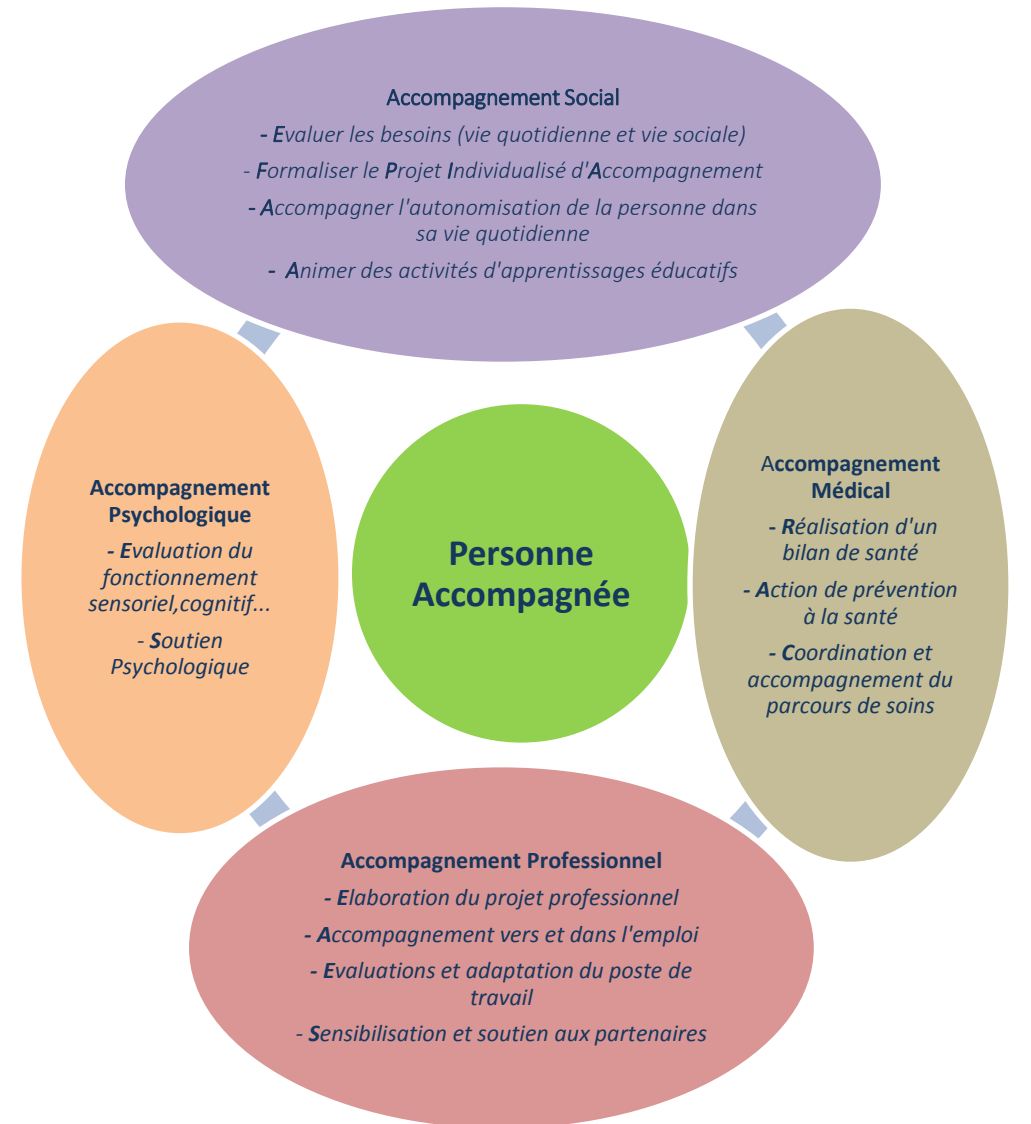 Accompagnement Social
- Evaluer les besoins (vie quotidienne et vie sociale)
- Formaliser le Projet Individualisé d'Accompagnement
- Accompagner l'autonomisation de la personne dans
sa vie quotidienne
- Animer des activités d'apprentissages éducatifs
Accompagnement
Psychologique
- Evaluation du
fonctionnement
sensoriel,cognitif...
- Soutien
Psychologique
Personne
Accompagnée
Accompagnement
Médical
- Réalisation d'un
bilan de santé
- Action de prévention
à la santé
- Coordination et
accompagnement du
parcours de soins
Accompagnement Professionnel
- Elaboration du projet professionnel
- Accompagnement vers et dans l'emploi
- Evaluations et adaptation du poste de
travail
- Sensibilisation et soutien aux partenaires